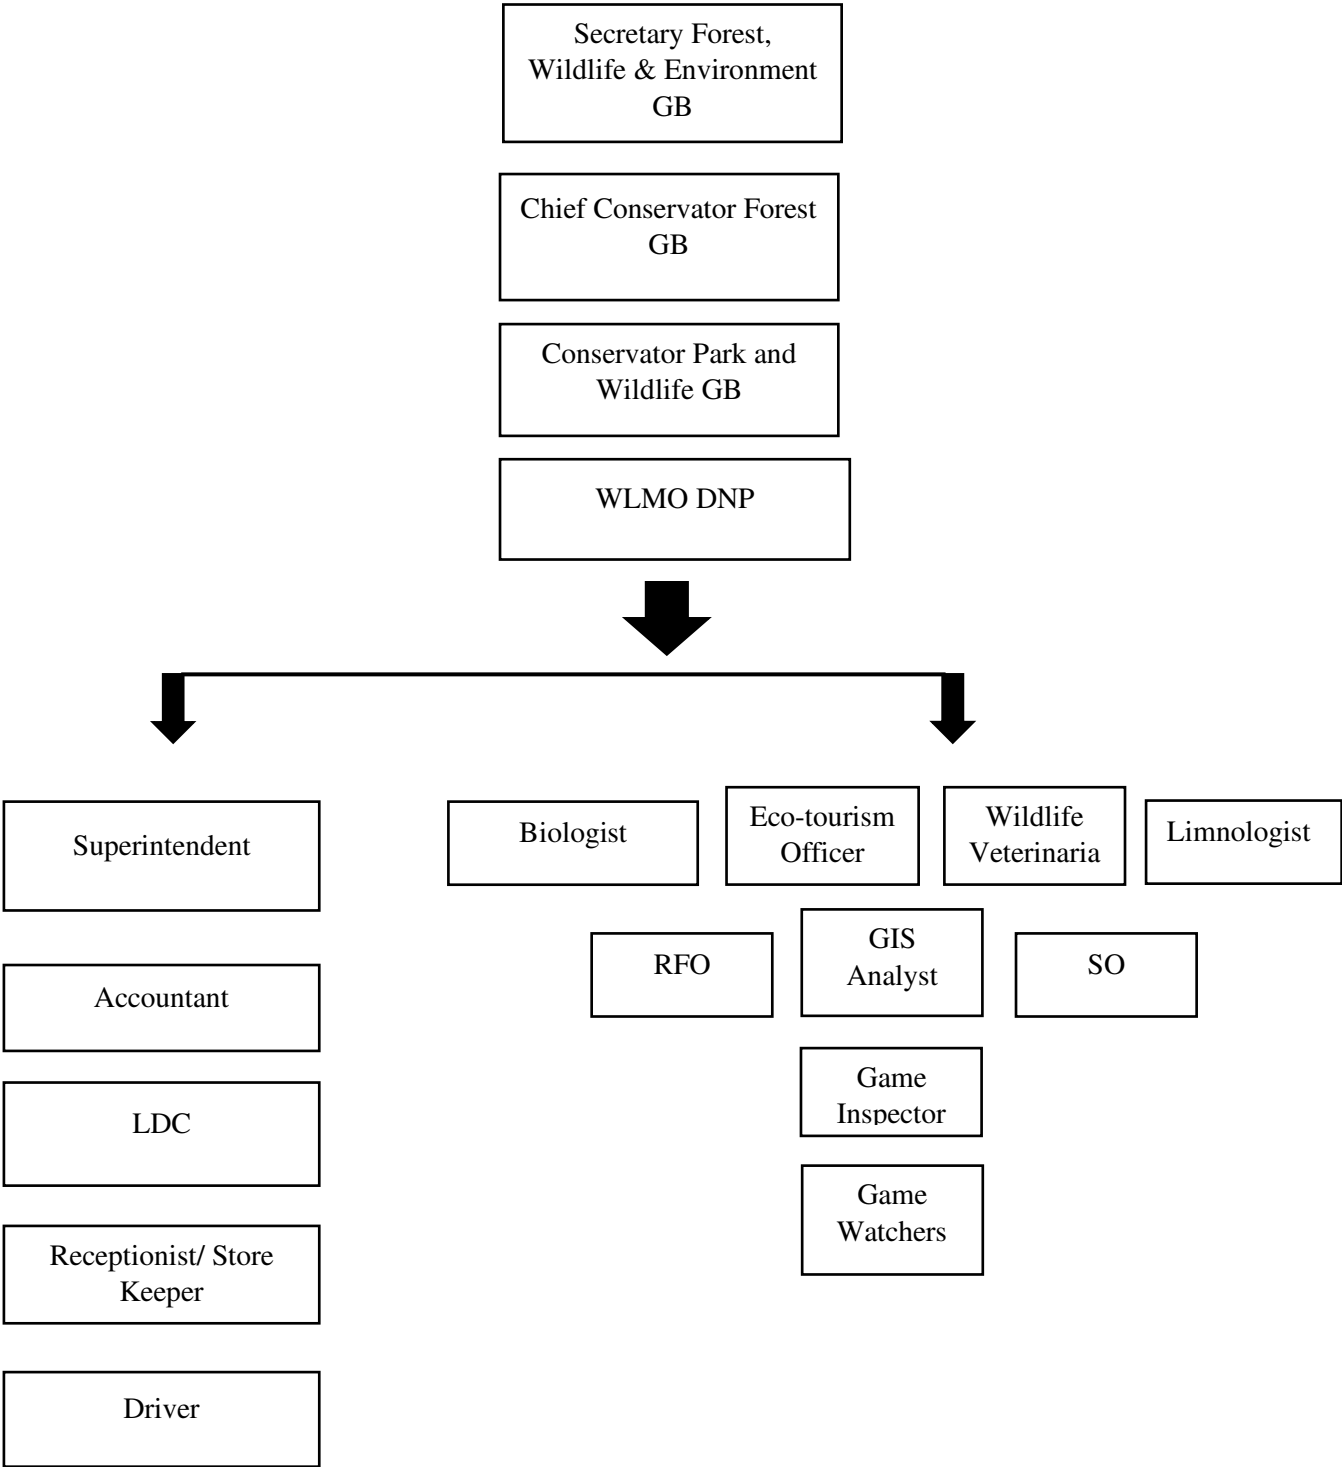 Secretary Forest,
Wildlife & Environment
GB
Chief Conservator Forest
GB
Conservator Park and
Wildlife GB
WLMO DNP
Superintendent
Accountant
LDC
Receptionist/ Store
Keeper
Driver
Biologist
Eco-tourism
Officer
Wildlife
Veterinaria
Limnologist
RFO
GIS
Analyst
SO
Game
Inspector
Game
Watchers